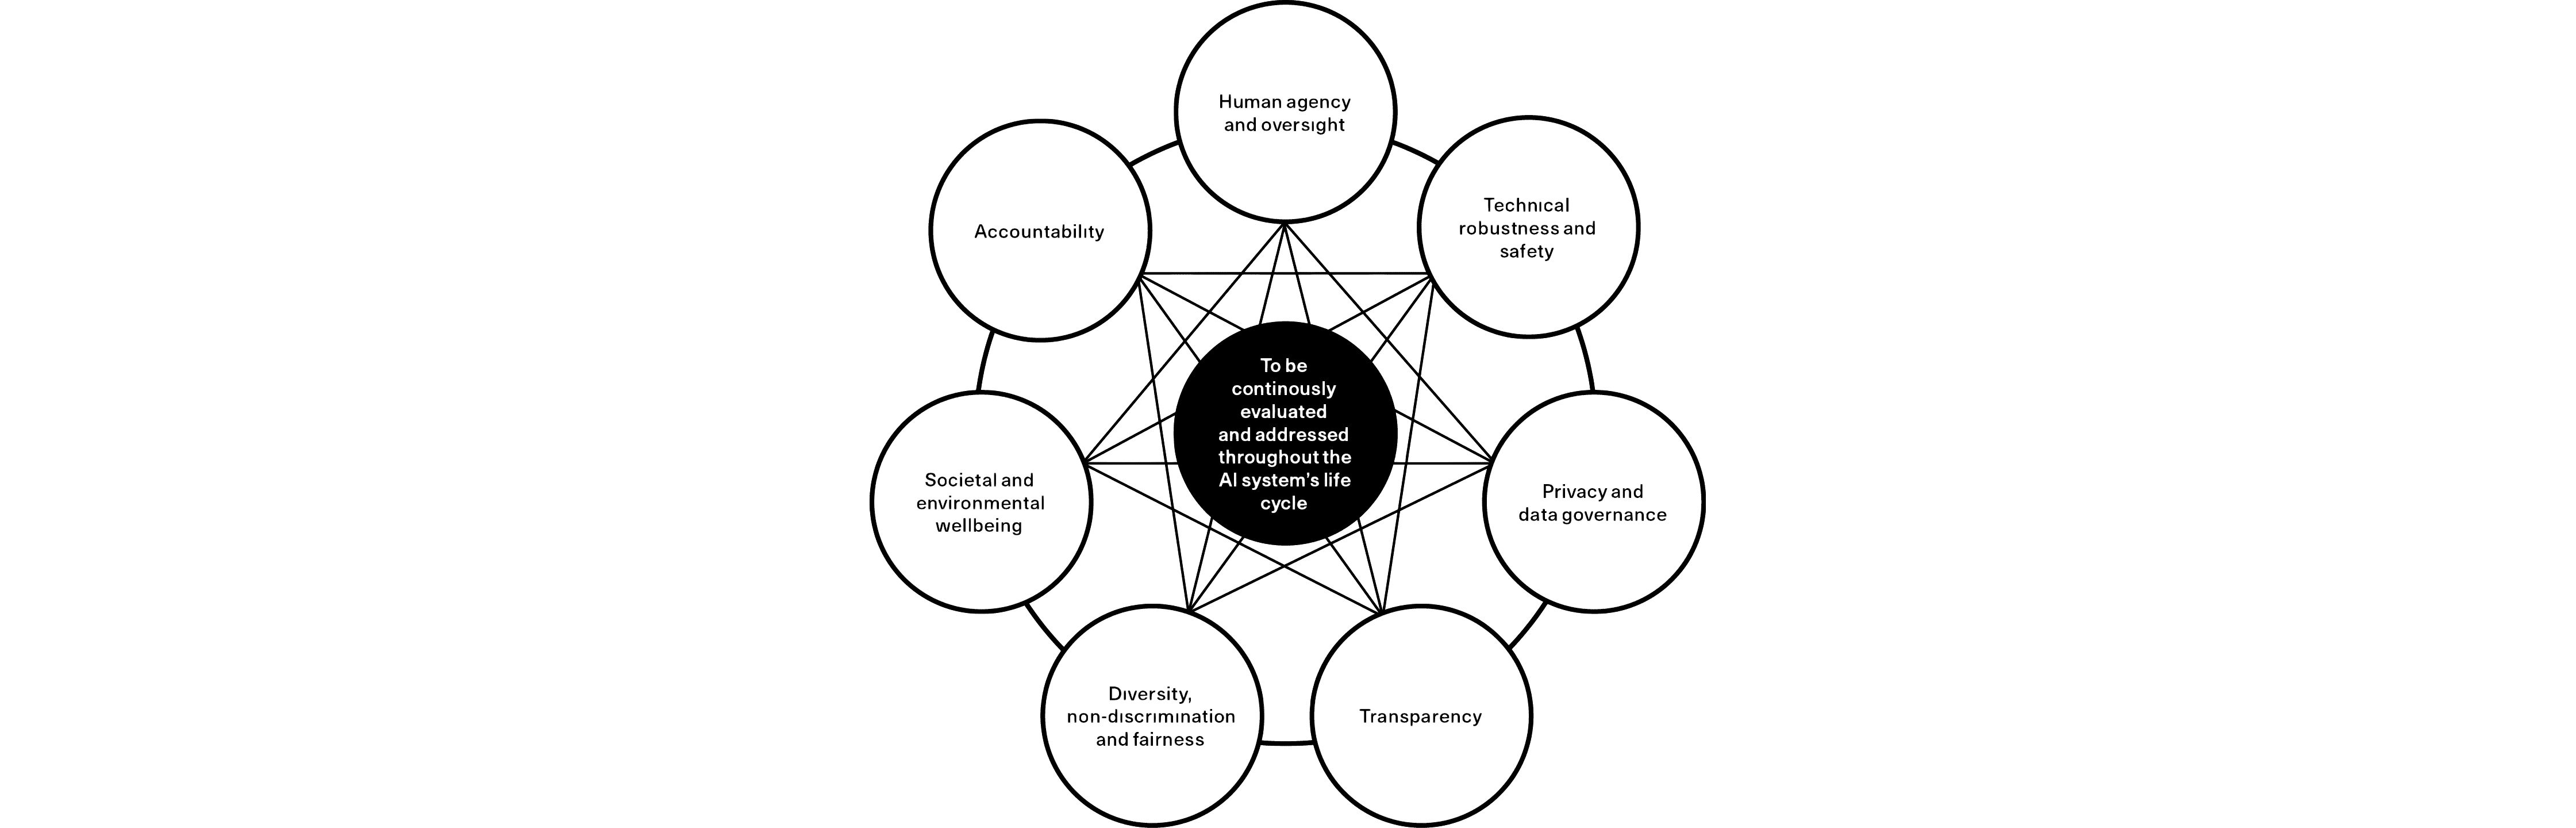 Human agency
and oversight
Technical
robustness and
safety
Privacy and
data governance
Transparency
Diversity,
non-discrimination
and fairness
Societal and
environmental
wellbeing
Accountability
To be
continously
evaluated
and addressed
throughout the
AI system's life
cycle